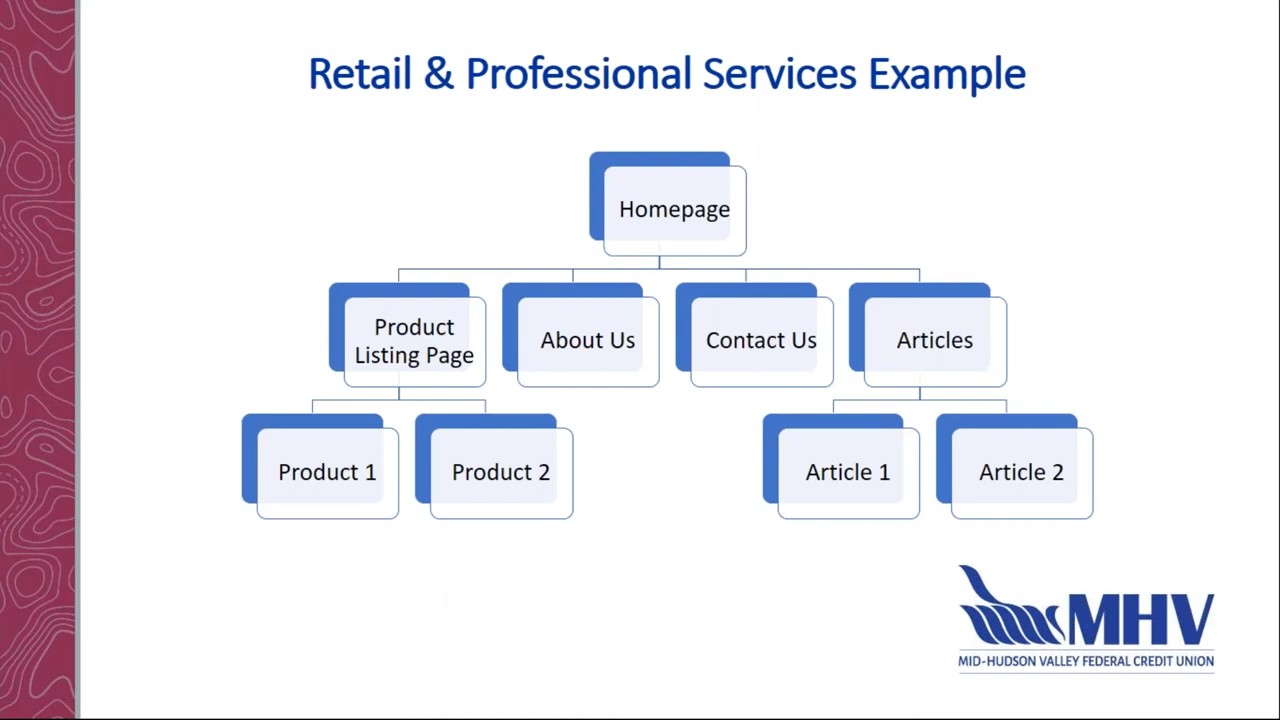 Retail & Professional Services Example
Homepage
Product
Listing Page
About Us
Contact Us
Articles
Product 1
Product 2
Article 1
Article 2
MHV
MID-HUDSON VALLEY FEDERAL CREDIT UNION